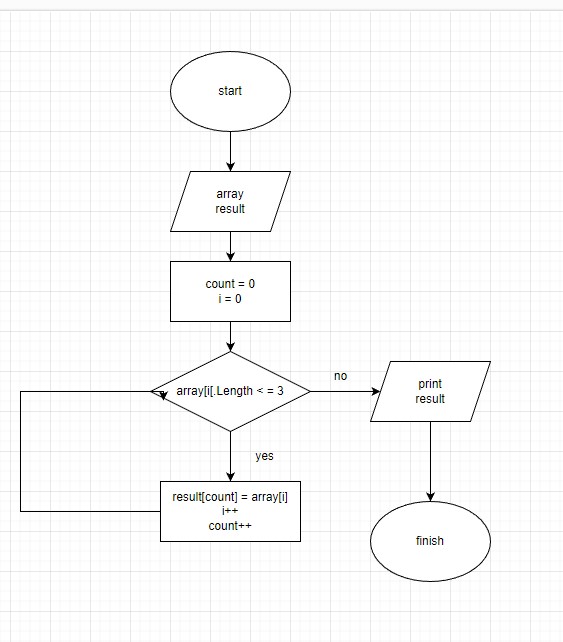 start
array
result
count = 0
i = 0
array[i[.Length < = 3
no
print
result
yes
result[count] = array[i]
i++
count++
finish